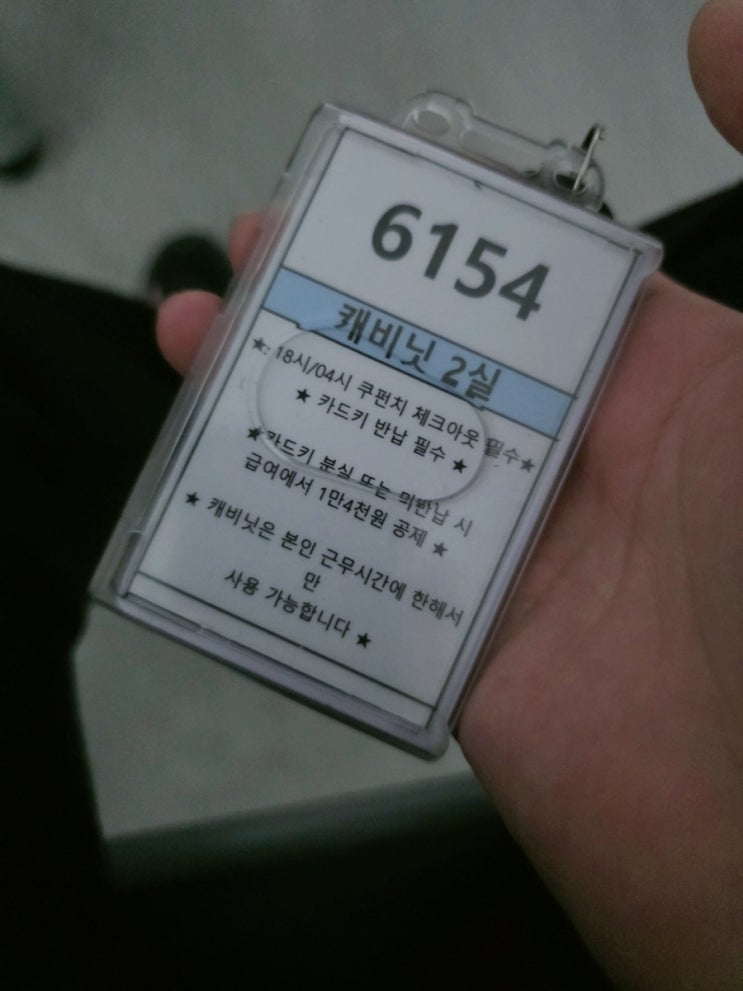 6154
캐비닛 2실
★: 18시/04시 쿠펀치 체크아웃 필수★
★ 카드키 반납 필수 ★
★카드키 분실 또는 미반납 시
급여에서 1만4천원 공제 ★
★ 캐비닛은 본인 근무시간에 한해서
만
사용 가능합니다 ★